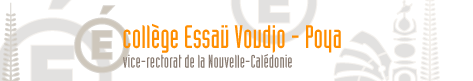 collège Essaü Voudjo - Poya
vice-rectorat de la Nouvelle-Calédonie